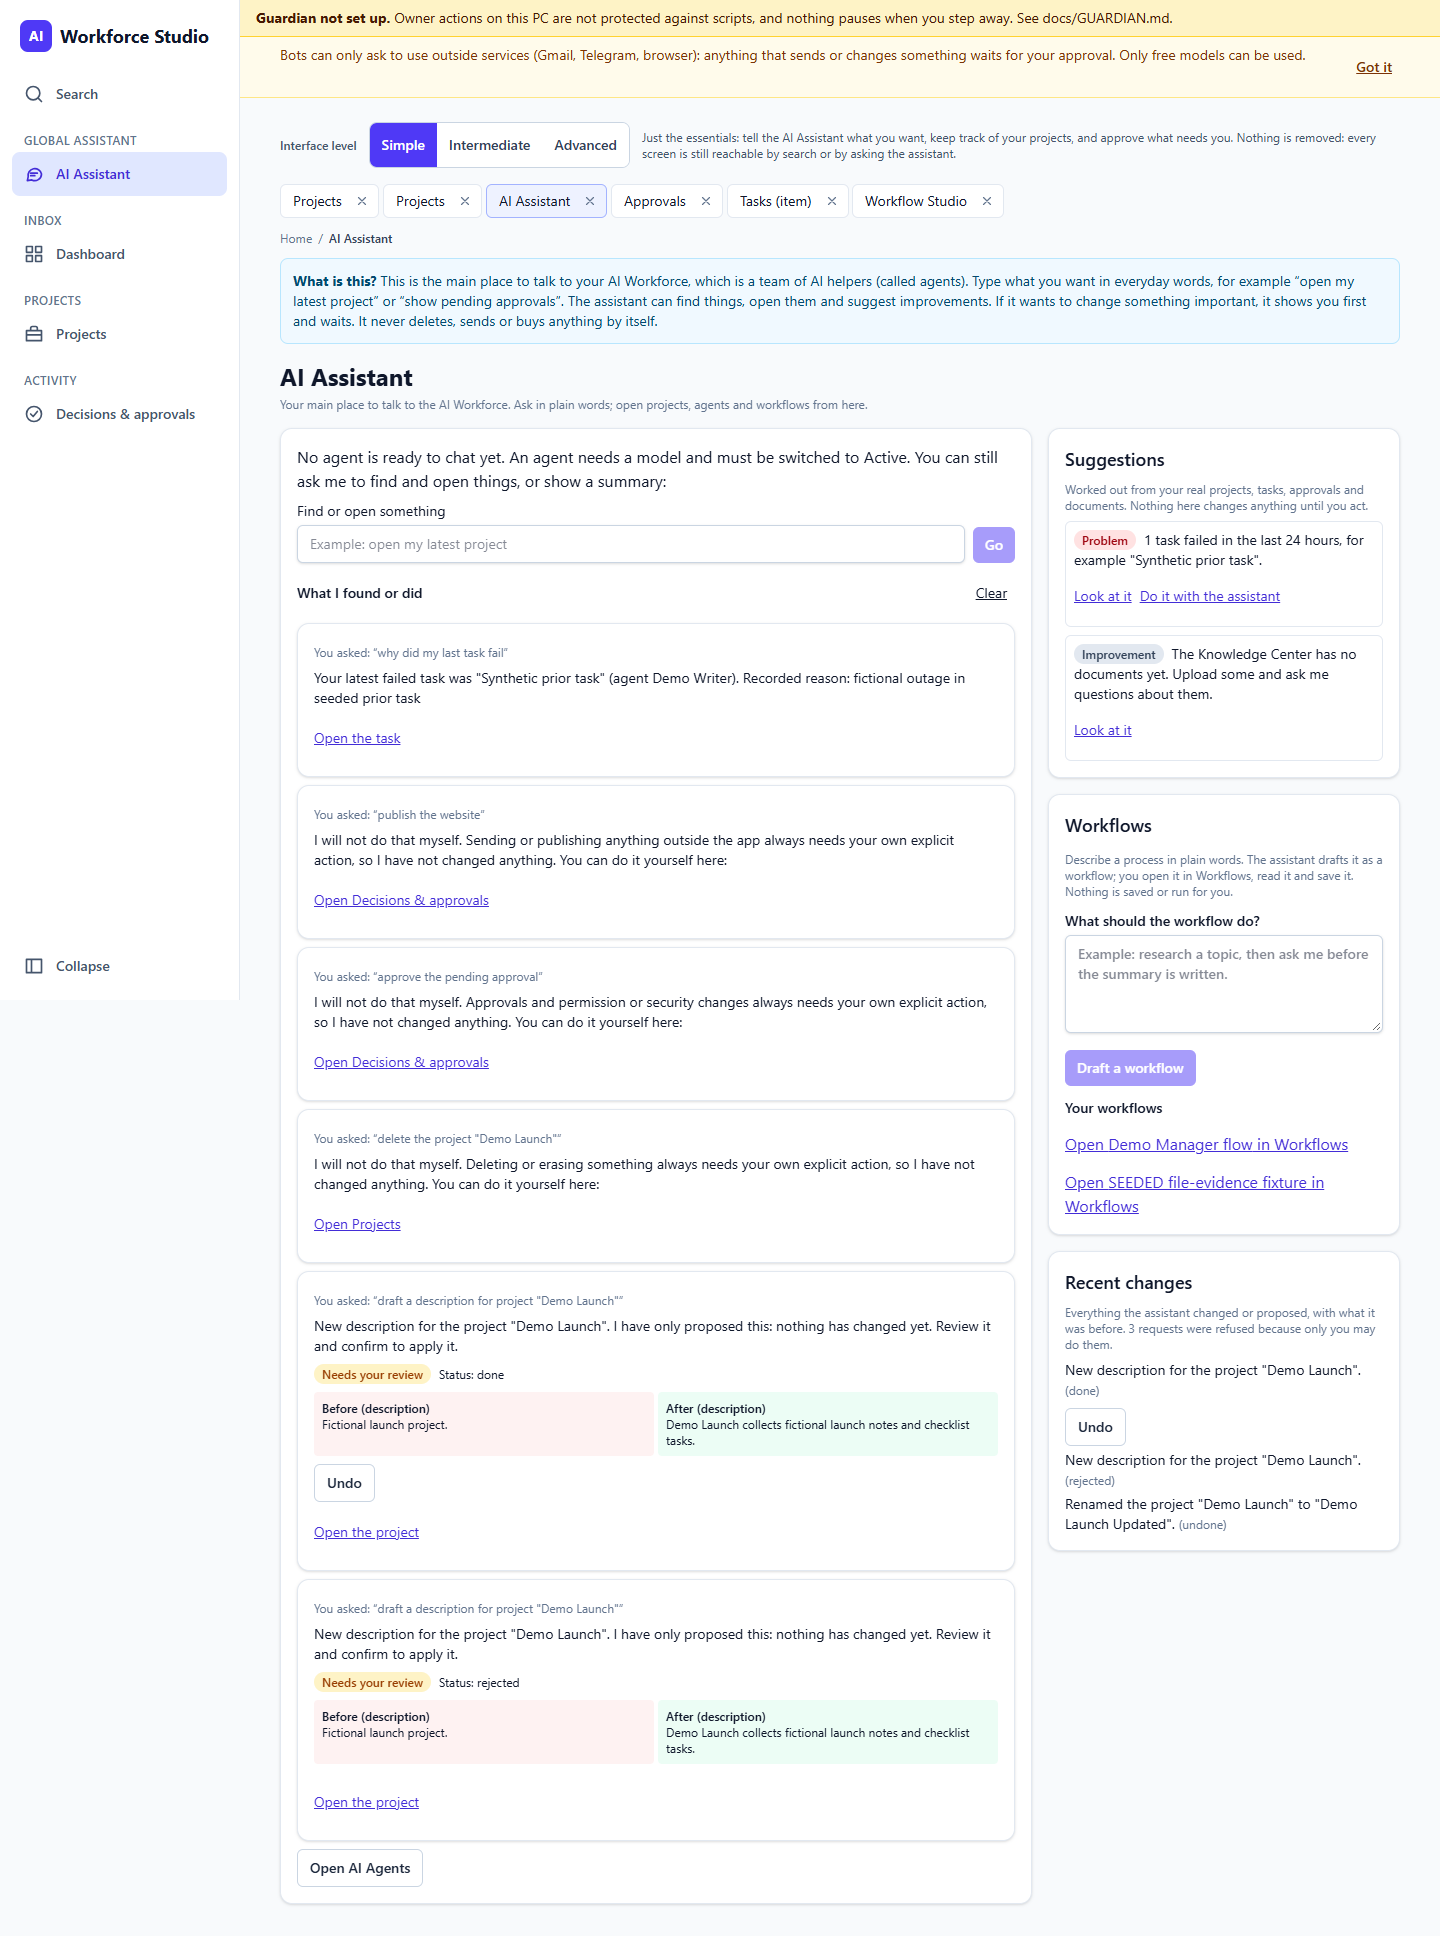 AI Workforce Studio
Search
GLOBAL ASSISTANT
AI Assistant
INBOX
Dashboard
PROJECTS
Projects
ACTIVITY
Decisions & approvals
Collapse
Guardian not set up. Owner actions on this PC are not protected against scripts, and nothing pauses when you step away. See docs/GUARDIAN.md.
Bots can only ask to use outside services (Gmail, Telegram, browser): anything that sends or changes something waits for your approval. Only free models can be used.
Got it
Interface level
Simple Intermediate Advanced
Just the essentials: tell the AI Assistant what you want, keep track of your projects, and approve what needs you. Nothing is removed: every
screen is still reachable by search or by asking the assistant.
Projects × Projects × AI Assistant × Approvals × Tasks (item) × Workflow Studio ×
Home / AI Assistant
What is this? This is the main place to talk to your AI Workforce, which is a team of AI helpers (called agents). Type what you want in everyday words, for example “open my
latest project” or “show pending approvals”. The assistant can find things, open them and suggest improvements. If it wants to change something important, it shows you first
and waits. It never deletes, sends or buys anything by itself.
AI Assistant
Your main place to talk to the AI Workforce. Ask in plain words; open projects, agents and workflows from here.
No agent is ready to chat yet. An agent needs a model and must be switched to Active. You can still
ask me to find and open things, or show a summary:
Find or open something
Example: open my latest project
Go
What I found or did
Clear
You asked: “why did my last task fail”
Your latest failed task was "Synthetic prior task" (agent Demo Writer). Recorded reason: fictional outage in
seeded prior task
Open the task
You asked: “publish the website”
I will not do that myself. Sending or publishing anything outside the app always needs your own explicit
action, so I have not changed anything. You can do it yourself here:
Open Decisions & approvals
You asked: “approve the pending approval”
I will not do that myself. Approvals and permission or security changes always needs your own explicit action,
so I have not changed anything. You can do it yourself here:
Open Decisions & approvals
You asked: “delete the project "Demo Launch"”
I will not do that myself. Deleting or erasing something always needs your own explicit action, so I have not
changed anything. You can do it yourself here:
Open Projects
You asked: “draft a description for project "Demo Launch"”
New description for the project "Demo Launch". I have only proposed this: nothing has changed yet. Review it
and confirm to apply it.
Needs your review Status: done
Before (description)
Fictional launch project.
After (description)
Demo Launch collects fictional launch notes and checklist
tasks.
Undo
Open the project
You asked: “draft a description for project "Demo Launch"”
New description for the project "Demo Launch". I have only proposed this: nothing has changed yet. Review it
and confirm to apply it.
Needs your review Status: rejected
Before (description)
Fictional launch project.
After (description)
Demo Launch collects fictional launch notes and checklist
tasks.
Open the project
Open AI Agents
Suggestions
Worked out from your real projects, tasks, approvals and
documents. Nothing here changes anything until you act.
Problem 1 task failed in the last 24 hours, for
example "Synthetic prior task".
Look at it Do it with the assistant
Improvement The Knowledge Center has no
documents yet. Upload some and ask me
questions about them.
Look at it
Workflows
Describe a process in plain words. The assistant drafts it as a
workflow; you open it in Workflows, read it and save it.
Nothing is saved or run for you.
What should the workflow do?
Example: research a topic, then ask me before
the summary is written.
Draft a workflow
Your workflows
Open Demo Manager flow in Workflows
Open SEEDED file-evidence fixture in
Workflows
Recent changes
Everything the assistant changed or proposed, with what it
was before. 3 requests were refused because only you may
do them.
New description for the project "Demo Launch".
(done)
Undo
New description for the project "Demo Launch".
(rejected)
Renamed the project "Demo Launch" to "Demo
Launch Updated". (undone)